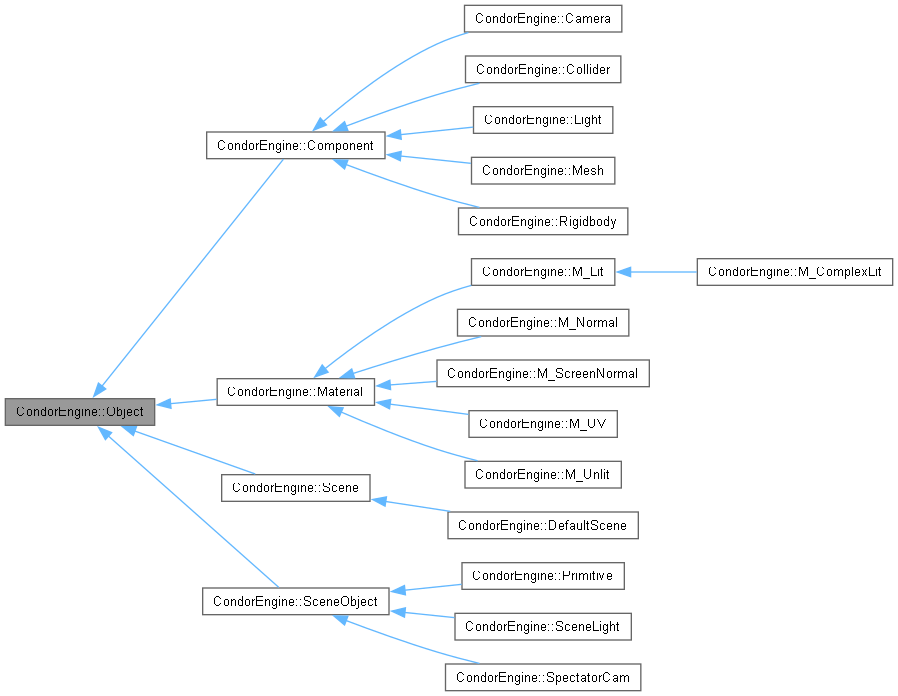 CondorEngine::Camera
CondorEngine::Collider
CondorEngine::Light
CondorEngine::Component
CondorEngine::Mesh
CondorEngine::Rigidbody
CondorEngine::M_Lit
CondorEngine::M_ComplexLit
CondorEngine::M_Normal
CondorEngine::M_ScreenNormal
CondorEngine::Material
CondorEngine::Object
CondorEngine::M_UV
CondorEngine::M_Unlit
CondorEngine::Scene
CondorEngine::DefaultScene
CondorEngine::Primitive
CondorEngine::SceneObject
CondorEngine::SceneLight
CondorEngine::SpectatorCam